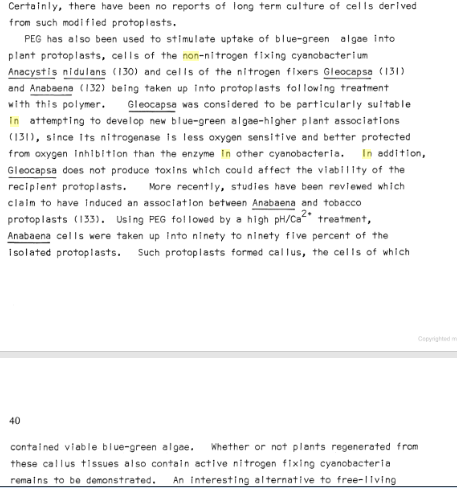 Certainly, there have been no reports of long term culture of cells derived
from such modified protoplasts.
PEG has also been used to stimulate uptake of blue-green algae into
plant protoplasts, cells of the non-nitrogen fixing cyanobacterium
Anacystis nidulans (130) and cells of the nitrogen fixers Gleocapsa (131)
and Anabaena (132) being taken up into protoplasts following treatment
with this polymer. Gleocapsa was considered to be particularly suitable
in attempting to develop new blue-green algae-higher plant associations
(131), since its nitrogenase is less oxygen sensitive and better protected
from oxygen inhibition than the enzyme in other cyanobacteria. In addition,
Gleocapsa does not produce toxins which could affect the viability of the
recipient protoplasts. More recently, studies have been reviewed which
claim to have induced an association between Anabaena and tobacco
protoplasts (133). Using PEG followed by a high pH/Ca2+ treatment,
Anabaena cells were taken up into ninety to ninety five percent of the
isolated protoplasts. Such protoplasts formed callus, the cells of which
Copyrighted m
40
contained viable blue-green algae. Whether or not plants regenerated from
these callus tissues also contain active nitrogen fixing cyanobacteria
remains to be demonstrated. An interesting alternative to free-living